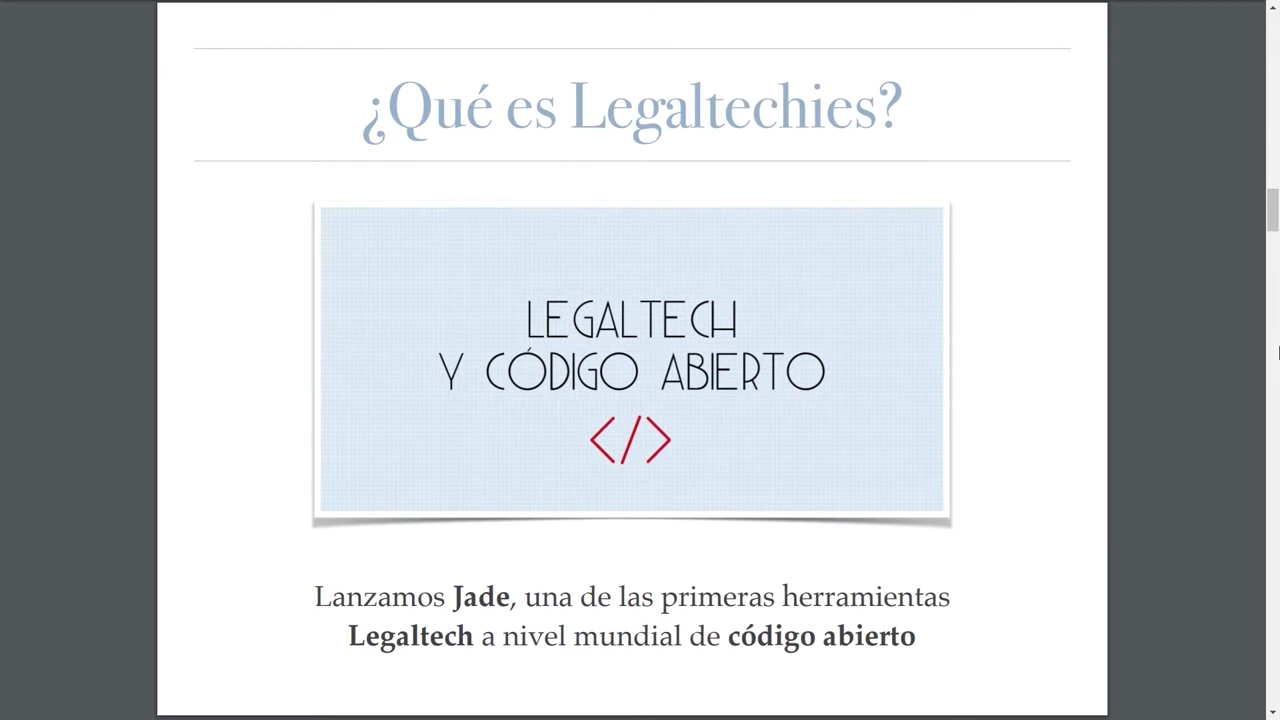 ¿Qué es Legaltechies?
LEGALTECH
Y CÓDIGO ABIERTO
</>
Lanzamos Jade, una de las primeras herramientas
Legaltech a nivel mundial de código abierto